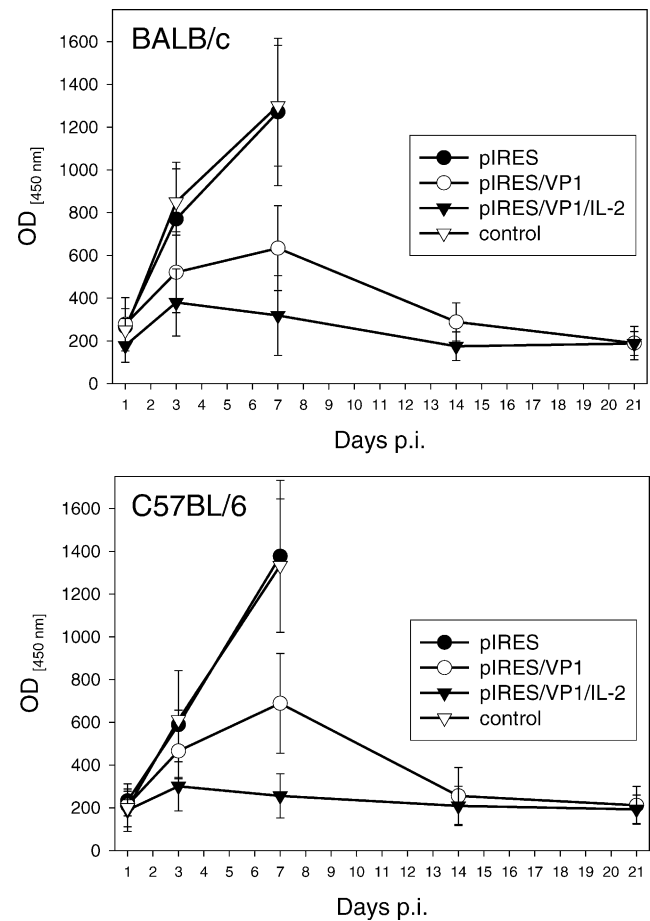 BALB/c
1600
1400
1200
1000
800
600
400
200
0
OD [450 nm]
pIRES
pIRES/VP1
pIRES/VP1/IL-2
control
1 2 3 4 5 6 7 8 9 10 11 12 13 14 15 16 17 18 19 20 21
Days p.i.
C57BL/6
1600
1400
1200
1000
800
600
400
200
0
OD [450 nm]
pIRES
pIRES/VP1
pIRES/VP1/IL-2
control
1 2 3 4 5 6 7 8 9 10 11 12 13 14 15 16 17 18 19 20 21
Days p.i.